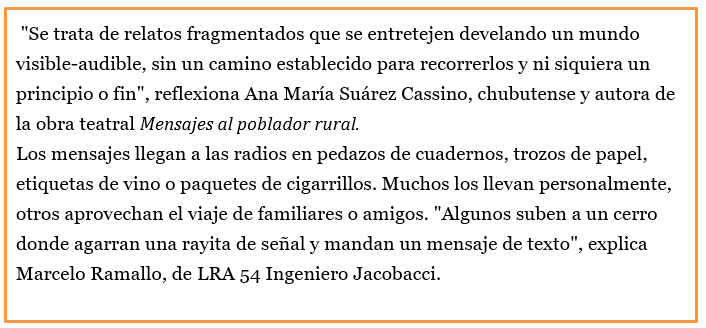 "Se trata de relatos fragmentados que se entretejen develando un mundo
visible-audible, sin un camino establecido para recorrerlos y ni siquiera un
principio o fin", reflexiona Ana María Suárez Cassino, chubutense y autora de
la obra teatral Mensajes al poblador rural.
Los mensajes llegan a las radios en pedazos de cuadernos, trozos de papel,
etiquetas de vino o paquetes de cigarrillos. Muchos los llevan personalmente,
otros aprovechan el viaje de familiares o amigos. "Algunos suben a un cerro
donde agarran una rayita de señal y mandan un mensaje de texto", explica
Marcelo Ramallo, de LRA 54 Ingeniero Jacobacci.